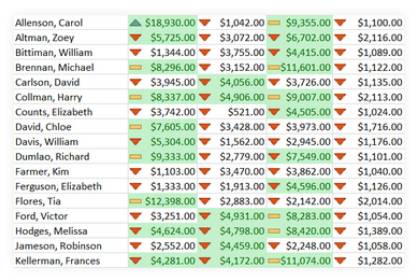 Allenson, Carol $18,930.00 $1,042.00 $9,355.00 $1,100.00
Altman, Zoey $5,725.00 $3,072.00 $6,702.00 $2,116.00
Bittiman, William $1,344.00 $3,755.00 $4,415.00 $1,089.00
Brennan, Michael $8,296.00 $3,152.00 $11,601.00 $1,122.00
Carlson, David $3,945.00 $4,056.00 $3,726.00 $1,135.00
Collman, Harry $8,337.00 $4,906.00 $9,007.00 $2,113.00
Counts, Elizabeth $3,742.00 $521.00 $4,505.00 $1,024.00
David, Chloe $7,605.00 $3,428.00 $3,973.00 $1,716.00
Davis, William $5,304.00 $1,562.00 $2,945.00 $1,176.00
Dumlao, Richard $9,333.00 $2,779.00 $7,549.00 $1,101.00
Farmer, Kim $1,103.00 $3,470.00 $3,862.00 $1,040.00
Ferguson, Elizabeth $1,333.00 $1,913.00 $4,596.00 $1,126.00
Flores, Tia $12,398.00 $2,883.00 $2,142.00 $2,014.00
Ford, Victor $3,251.00 $4,931.00 $8,283.00 $1,054.00
Hodges, Melissa $4,624.00 $4,798.00 $8,420.00 $1,389.00
Jameson, Robinson $2,552.00 $4,459.00 $2,248.00 $1,058.00
Kellerman, Frances $4,281.00 $4,172.00 $11,074.00 $1,282.00